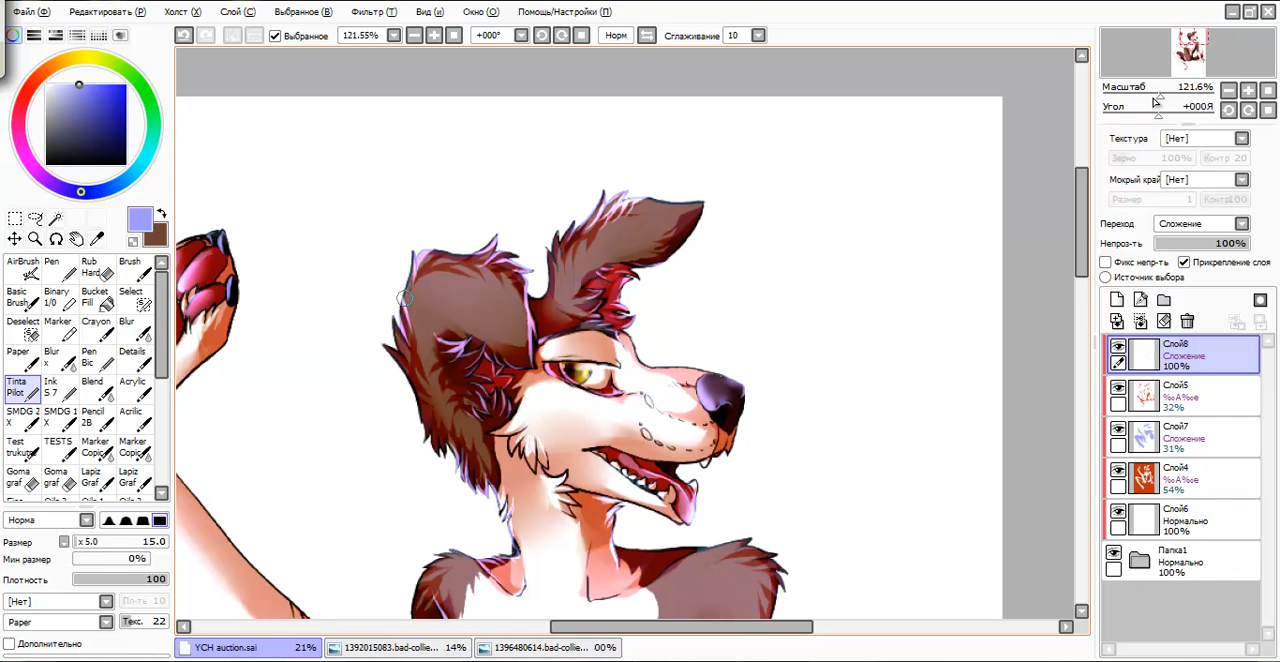 Файл (Ф) Редактировать (Р) Холст (Х) Слой (С) Выбранное (В) Фильтр (Т) Вид (и) Окно (О) Помощь/Настройки (П)
Выбранное 121.55% +000° Норм Сглаживание 10
Масштаб 121.6%
Угол +000Я
Текстура [Нет]
Зерно 100% Контр 20
Мокрый край [Нет]
Размер 1 Контр100
Переход Сложение
Непроз-ть 100%
Фикс непр-ть Прикрепление слоя
Источник выбора
Слой8
Сложение
100%
Слой5
‰А‰е
32%
Слой7
Сложение
31%
Слой4
‰А‰е
54%
Слой6
Нормально
100%
Папка1
Нормально
100%
AirBrush Pen Rub Hard Brush
Basic Brush Binary 1/0 Bucket Fill Select
Deselect Marker Crayon Blur
Paper Blur x Pen Bic Details
Tinta Pilot Ink S 7 Blend Acrylic
SMDG 2 X SMDG 1 X Pencil 2B Acrilic
Test trukut TESTS Marker Copic Marker Copic
Goma graf Goma graf Lapiz Graf Lapiz Graf
Норма
Размер x 5.0 15.0
Мин размер 0%
Плотность 100
[Нет] Пл-ть 10
Paper Текс. 22
Дополнительно
YCH auction.sai 21% 1392015083.bad-collie... 14% 1396480614.bad-collie... 00%